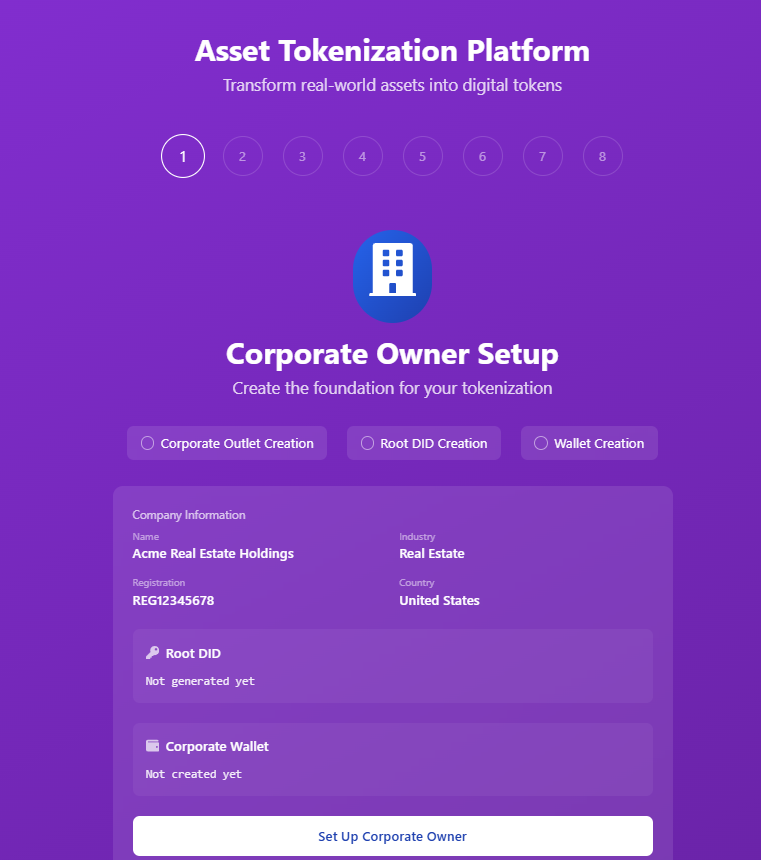 Asset Tokenization Platform
Transform real-world assets into digital tokens
1 2 3 4 5 6 7 8
Corporate Owner Setup
Create the foundation for your tokenization
Corporate Outlet Creation Root DID Creation Wallet Creation
Company Information
Name Industry
Acme Real Estate Holdings Real Estate
Registration Country
REG12345678 United States
Root DID
Not generated yet
Corporate Wallet
Not created yet
Set Up Corporate Owner